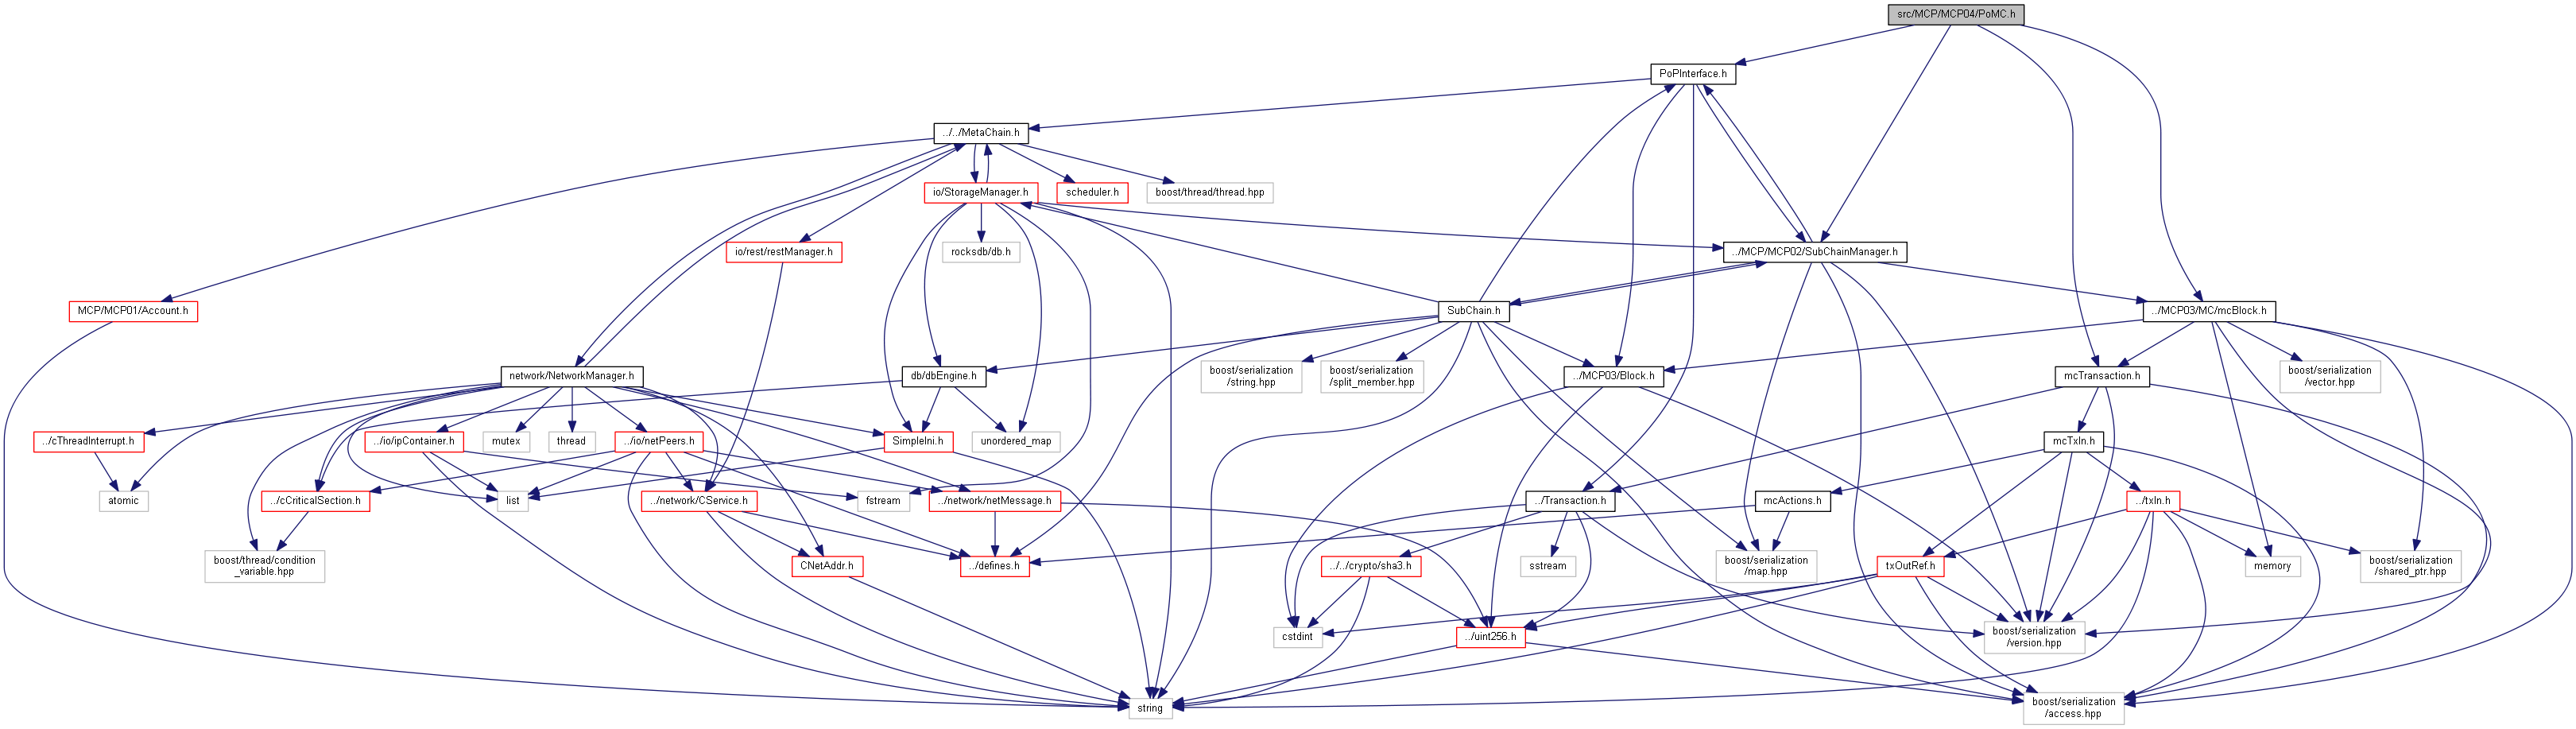 src/MCP/MCP04/PoMC.h
PoPInterface.h
../../MetaChain.h
io/StorageManager.h
scheduler.h
boost/thread/thread.hpp
io/rest/restManager.h
rocksdb/db.h
../MCP/MCP02/SubChainManager.h
MCP/MCP01/Account.h
SubChain.h
../MCP03/MC/mcBlock.h
network/NetworkManager.h
db/dbEngine.h
boost/serialization
/string.hpp
boost/serialization
/split_member.hpp
../MCP03/Block.h
mcTransaction.h
boost/serialization
/vector.hpp
../cThreadInterrupt.h
../io/ipContainer.h
mutex
thread
../io/netPeers.h
SimpleIni.h
unordered_map
mcTxIn.h
atomic
../cCriticalSection.h
list
../network/CService.h
fstream
../network/netMessage.h
../Transaction.h
mcActions.h
../txIn.h
boost/thread/condition
_variable.hpp
CNetAddr.h
../defines.h
../../crypto/sha3.h
sstream
boost/serialization
/map.hpp
txOutRef.h
memory
boost/serialization
/shared_ptr.hpp
cstdint
../uint256.h
boost/serialization
/version.hpp
string
boost/serialization
/access.hpp